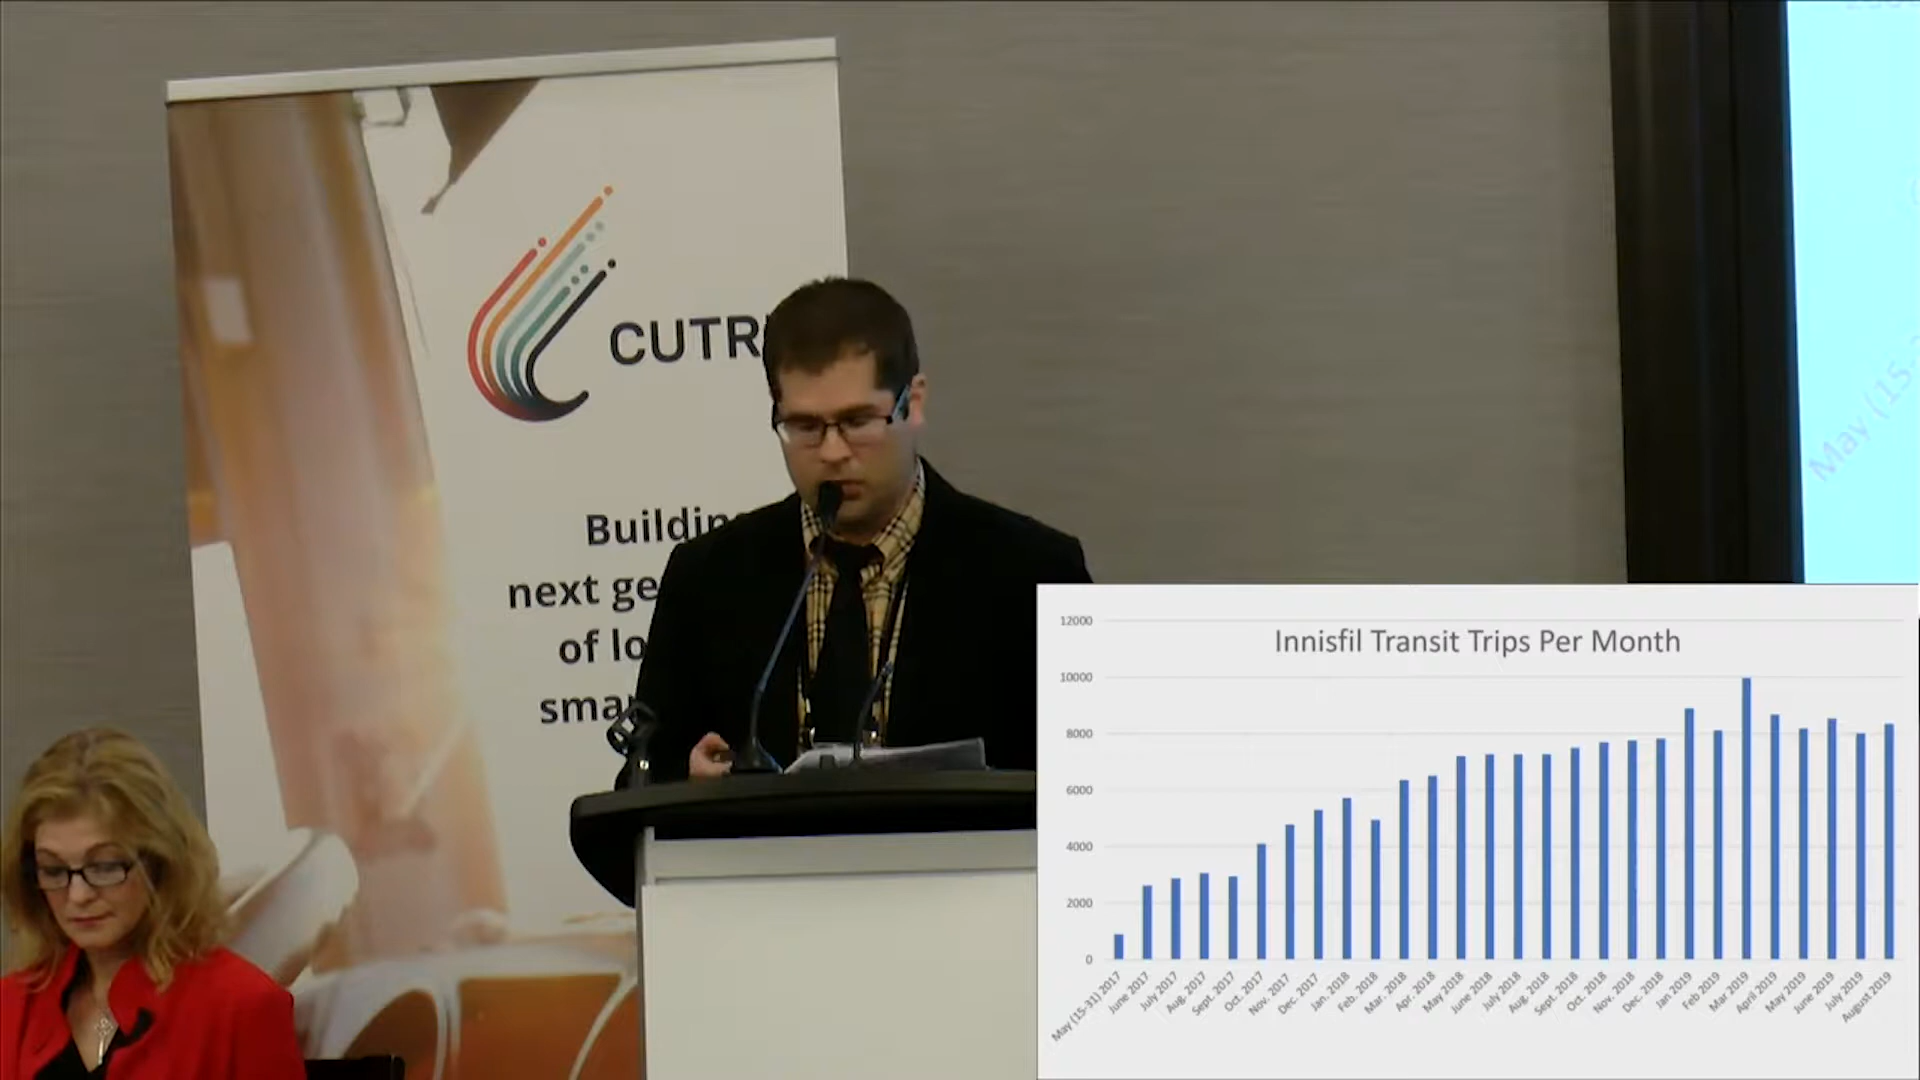 CUTR
Buildin
next ge
of lo
sma
May (15-
Innisfil Transit Trips Per Month
12000
10000
8000
6000
4000
2000
0
May (15-31) 2017
June 2017
July 2017
Aug. 2017
Sept. 2017
Oct. 2017
Nov. 2017
Dec. 2017
Jan. 2018
Feb. 2018
Mar. 2018
Apr. 2018
May 2018
June 2018
July 2018
Aug. 2018
Sept. 2018
Oct. 2018
Nov. 2018
Dec. 2018
Jan 2019
Feb 2019
Mar 2019
April 2019
May 2019
June 2019
July 2019
August 2019